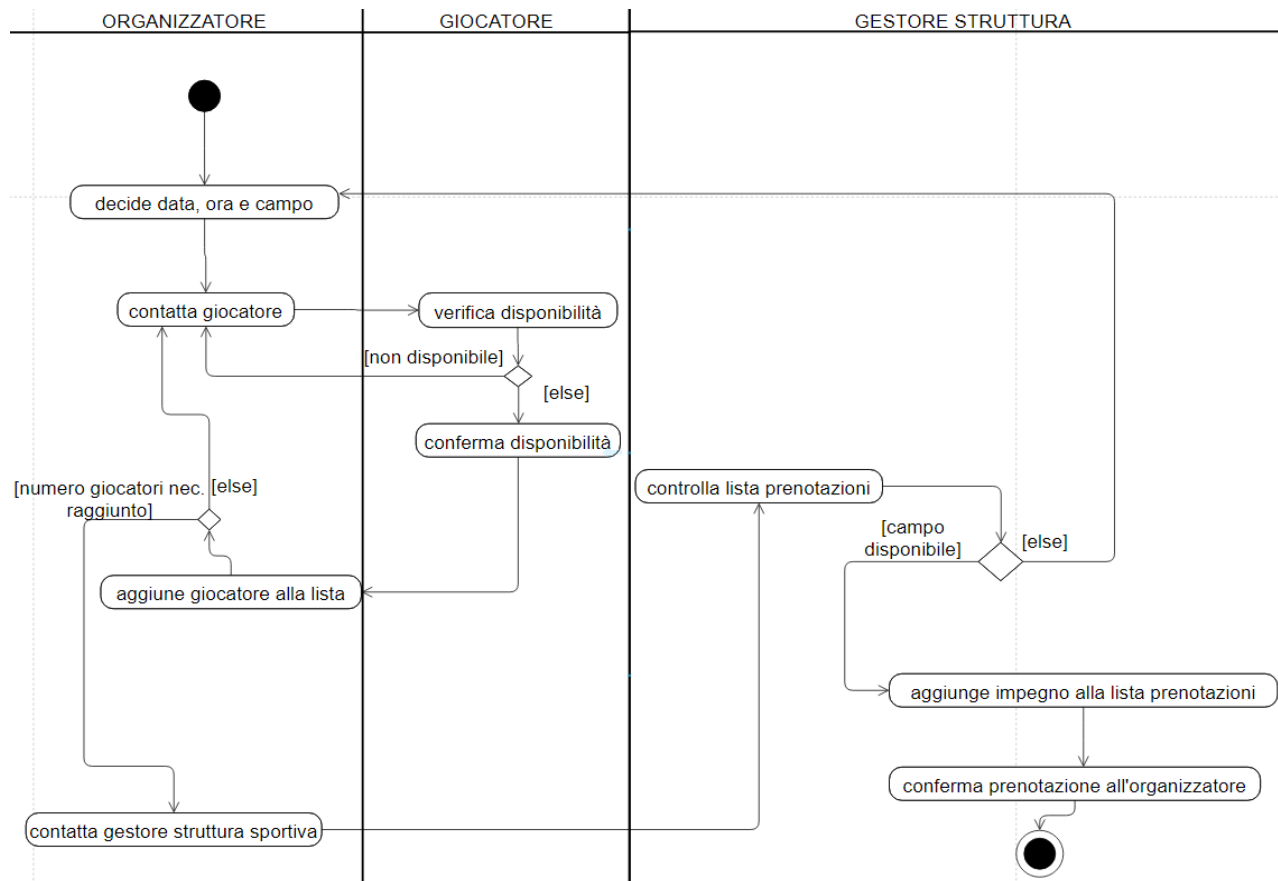 ORGANIZZATORE
GIOCATORE
GESTORE STRUTTURA
decide data, ora e campo
contatta giocatore
verifica disponibilità
[non disponibile]
[else]
conferma disponibilità
[numero giocatori nec.
raggiunto]
[else]
aggiune giocatore alla lista
contatta gestore struttura sportiva
controlla lista prenotazioni
[campo
disponibile]
[else]
aggiunge impegno alla lista prenotazioni
conferma prenotazione all'organizzatore